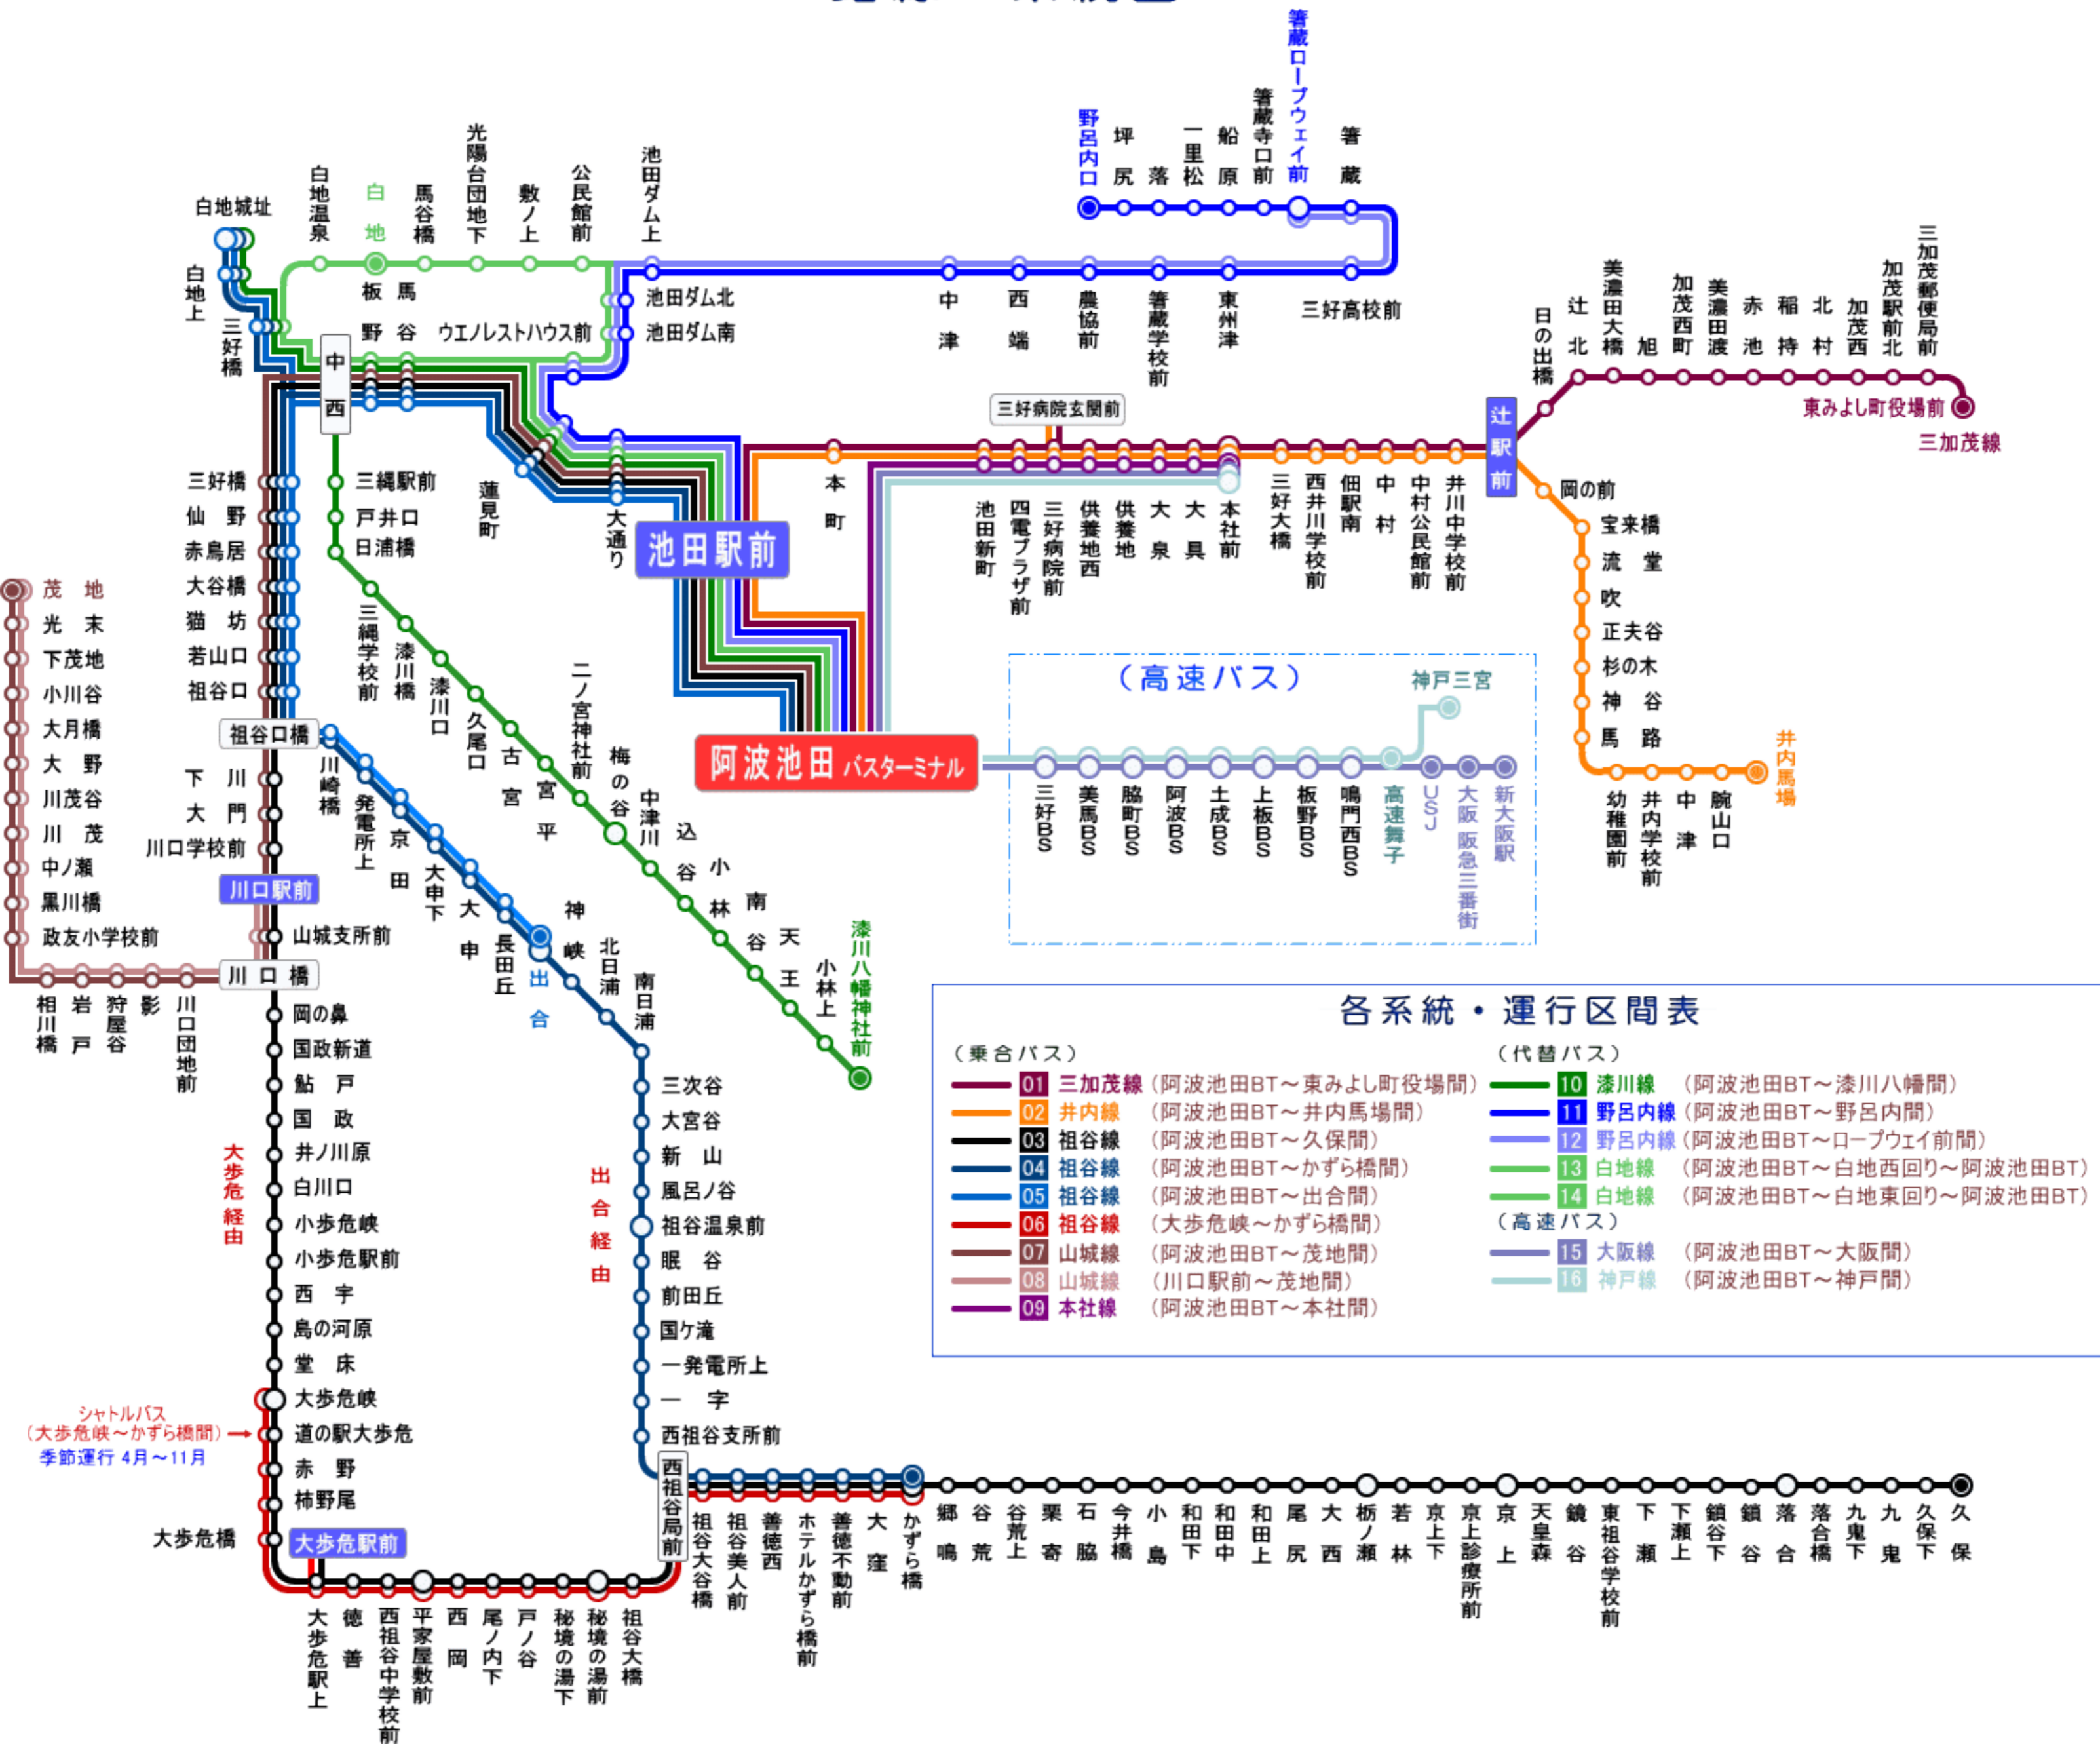 箸蔵ロープウェイ前
野呂内口
坪尻
落
一里松
船原
箸蔵寺口前
箸蔵
白地城址
白地温泉
白地
馬谷橋
光陽台団地下
敷ノ上
公民館前
池田ダム上
白地上
三好橋
板野
馬谷
ウエノレストハウス前
池田ダム北
池田ダム南
中津
西端
農協前
箸蔵学校前
東州津
三好高校前
中西
三好病院玄関前
辻駅前
日の出橋
辻北
美濃田大橋
旭
加茂西町
美濃田渡
赤池
稲持
北村
加茂西
加茂駅前北
三加茂郵便局前
東みよし町役場前
三加茂線
三好橋
仙野
赤鳥居
大谷橋
猫坊
若山口
祖谷口
三縄駅前
戸井口
日浦橋
蓮見町
大通り
池田駅前
本町
池田新町
四電プラザ前
三好病院前
供養地西
供養地
大泉
大具
本社前
三好大橋
西井川学校前
佃駅南
中村
中村公民館前
井川中学校前
岡の前
宝来橋
流堂
吹
正夫谷
杉の木
神谷
馬路
幼稚園前
井内学校前
中津
腕山口
井内馬場
茂地
光末
下茂地
小川谷
大月橋
大野
川茂谷
川茂
中ノ瀬
黒川橋
政友小学校前
相川橋
岩戸
狩屋谷
影
川口団地前
祖谷口橋
下川
大門
川口学校前
川口駅前
山城支所前
川口橋
三縄学校前
漆川橋
漆川口
久尾口
古宮
宮平
二ノ宮神社前
梅の谷
中津川
込谷
小林
南谷
天王
小林上
漆川八幡神社前
川崎橋
発電所上
京田
大申下
大申
長田丘
出合
神峡
北日浦
南日浦
阿波池田 バスターミナル
（高速バス）
神戸三宮
三好BS
美馬BS
脇町BS
阿波BS
土成BS
上板BS
板野BS
鳴門西BS
高速舞子
USJ
大阪 阪急三番街
新大阪駅
岡の鼻
国政新道
鮎戸
国政
井ノ川原
白川口
小歩危峡
小歩危駅前
西宇
島の河原
堂床
大歩危峡
道の駅大歩危
赤野
柿野尾
大歩危橋
大歩危駅前
大歩危経由
出合経由
三次谷
大宮谷
新山
風呂ノ谷
祖谷温泉前
眠谷
前田丘
国ケ滝
一発電所上
一字
西祖谷支所前
西祖谷局前
シャトルバス
（大歩危峡～かずら橋間）→
季節運行 4月～11月
各系統・運行区間表
（乗合バス）
01 三加茂線（阿波池田BT～東みよし町役場間）
02 井内線（阿波池田BT～井内馬場間）
03 祖谷線（阿波池田BT～久保間）
04 祖谷線（阿波池田BT～かずら橋間）
05 祖谷線（阿波池田BT～出合間）
06 祖谷線（大歩危峡～かずら橋間）
07 山城線（阿波池田BT～茂地間）
08 山城線（川口駅前～茂地間）
09 本社線（阿波池田BT～本社間）
（代替バス）
10 漆川線（阿波池田BT～漆川八幡間）
11 野呂内線（阿波池田BT～野呂内間）
12 野呂内線（阿波池田BT～ロープウェイ前間）
13 白地線（阿波池田BT～白地西回り～阿波池田BT）
14 白地線（阿波池田BT～白地東回り～阿波池田BT）
（高速バス）
15 大阪線（阿波池田BT～大阪間）
16 神戸線（阿波池田BT～神戸間）
大歩危駅上
徳善
西祖谷中学校前
平家屋敷前
西岡
尾ノ内下
戸ノ谷
秘境の湯下
秘境の湯前
祖谷大橋
祖谷大谷橋
祖谷美人前
善徳西
ホテルかずら橋前
善徳不動前
大窪
かずら橋
郷鳴
谷荒
谷荒上
栗寄
石脇
今井橋
小島
和田下
和田中
和田上
尾尻
大西
栃ノ瀬
若林
京上下
京上診療所前
京上
天皇森
鏡谷
東祖谷学校前
下瀬
下瀬上
鎖谷下
鎖谷
落合
落合橋
九鬼下
九鬼
久保下
久保